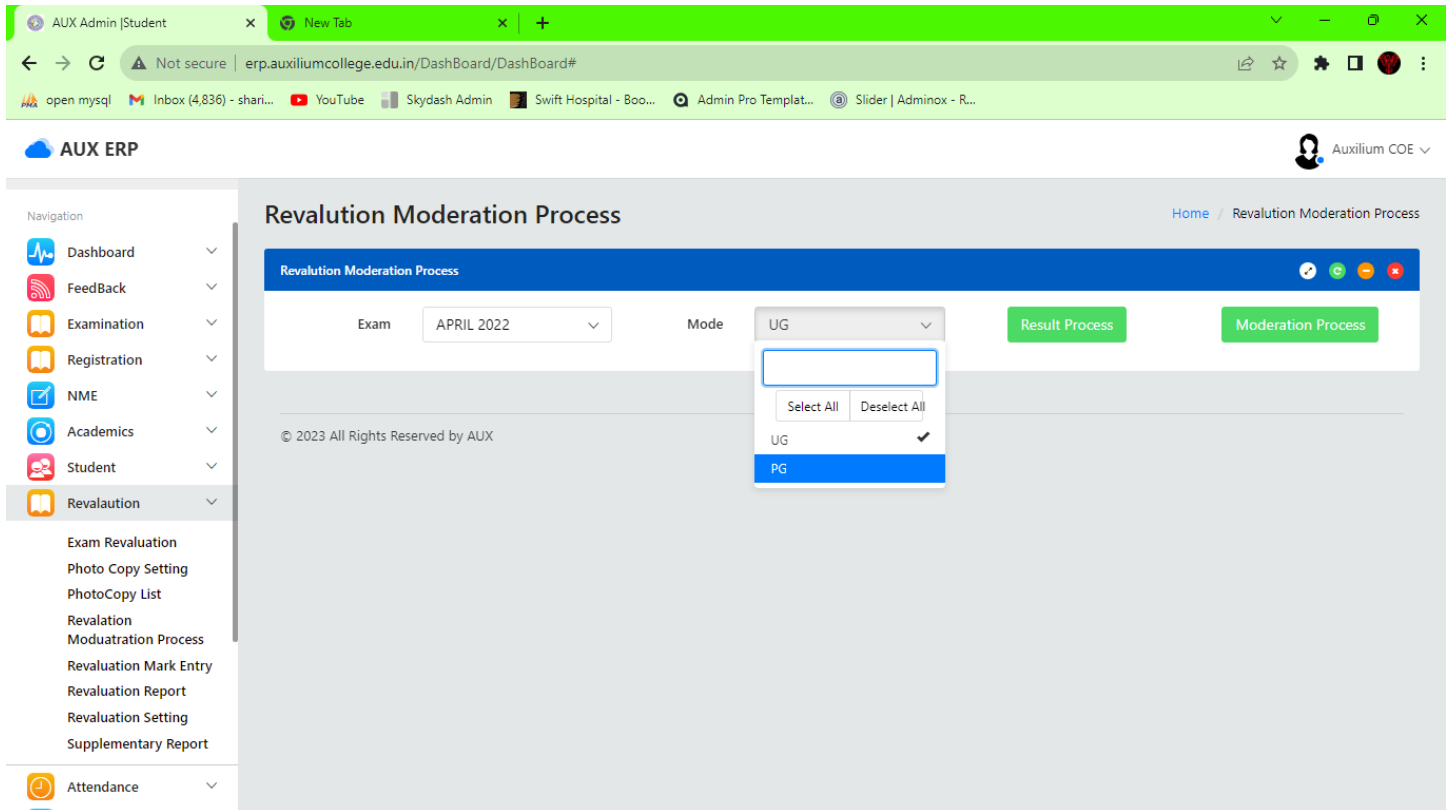 AUX Admin |Student
New Tab
Not secure | erp.auxiliumcollege.edu.in/DashBoard/DashBoard#
open mysql
Inbox (4,836) - shari...
YouTube
Skydash Admin
Swift Hospital - Boo...
Admin Pro Templat...
Slider | Adminox - R...
AUX ERP
Auxilium COE
Navigation
Dashboard
FeedBack
Examination
Registration
NME
Academics
Student
Revalaution
Exam Revaluation
Photo Copy Setting
PhotoCopy List
Revalation
Moduatration Process
Revaluation Mark Entry
Revaluation Report
Revaluation Setting
Supplementary Report
Attendance
Revalution Moderation Process
Home / Revalution Moderation Process
Revalution Moderation Process
Exam APRIL 2022 Mode UG Result Process Moderation Process
Select All Deselect All
UG
PG
© 2023 All Rights Reserved by AUX